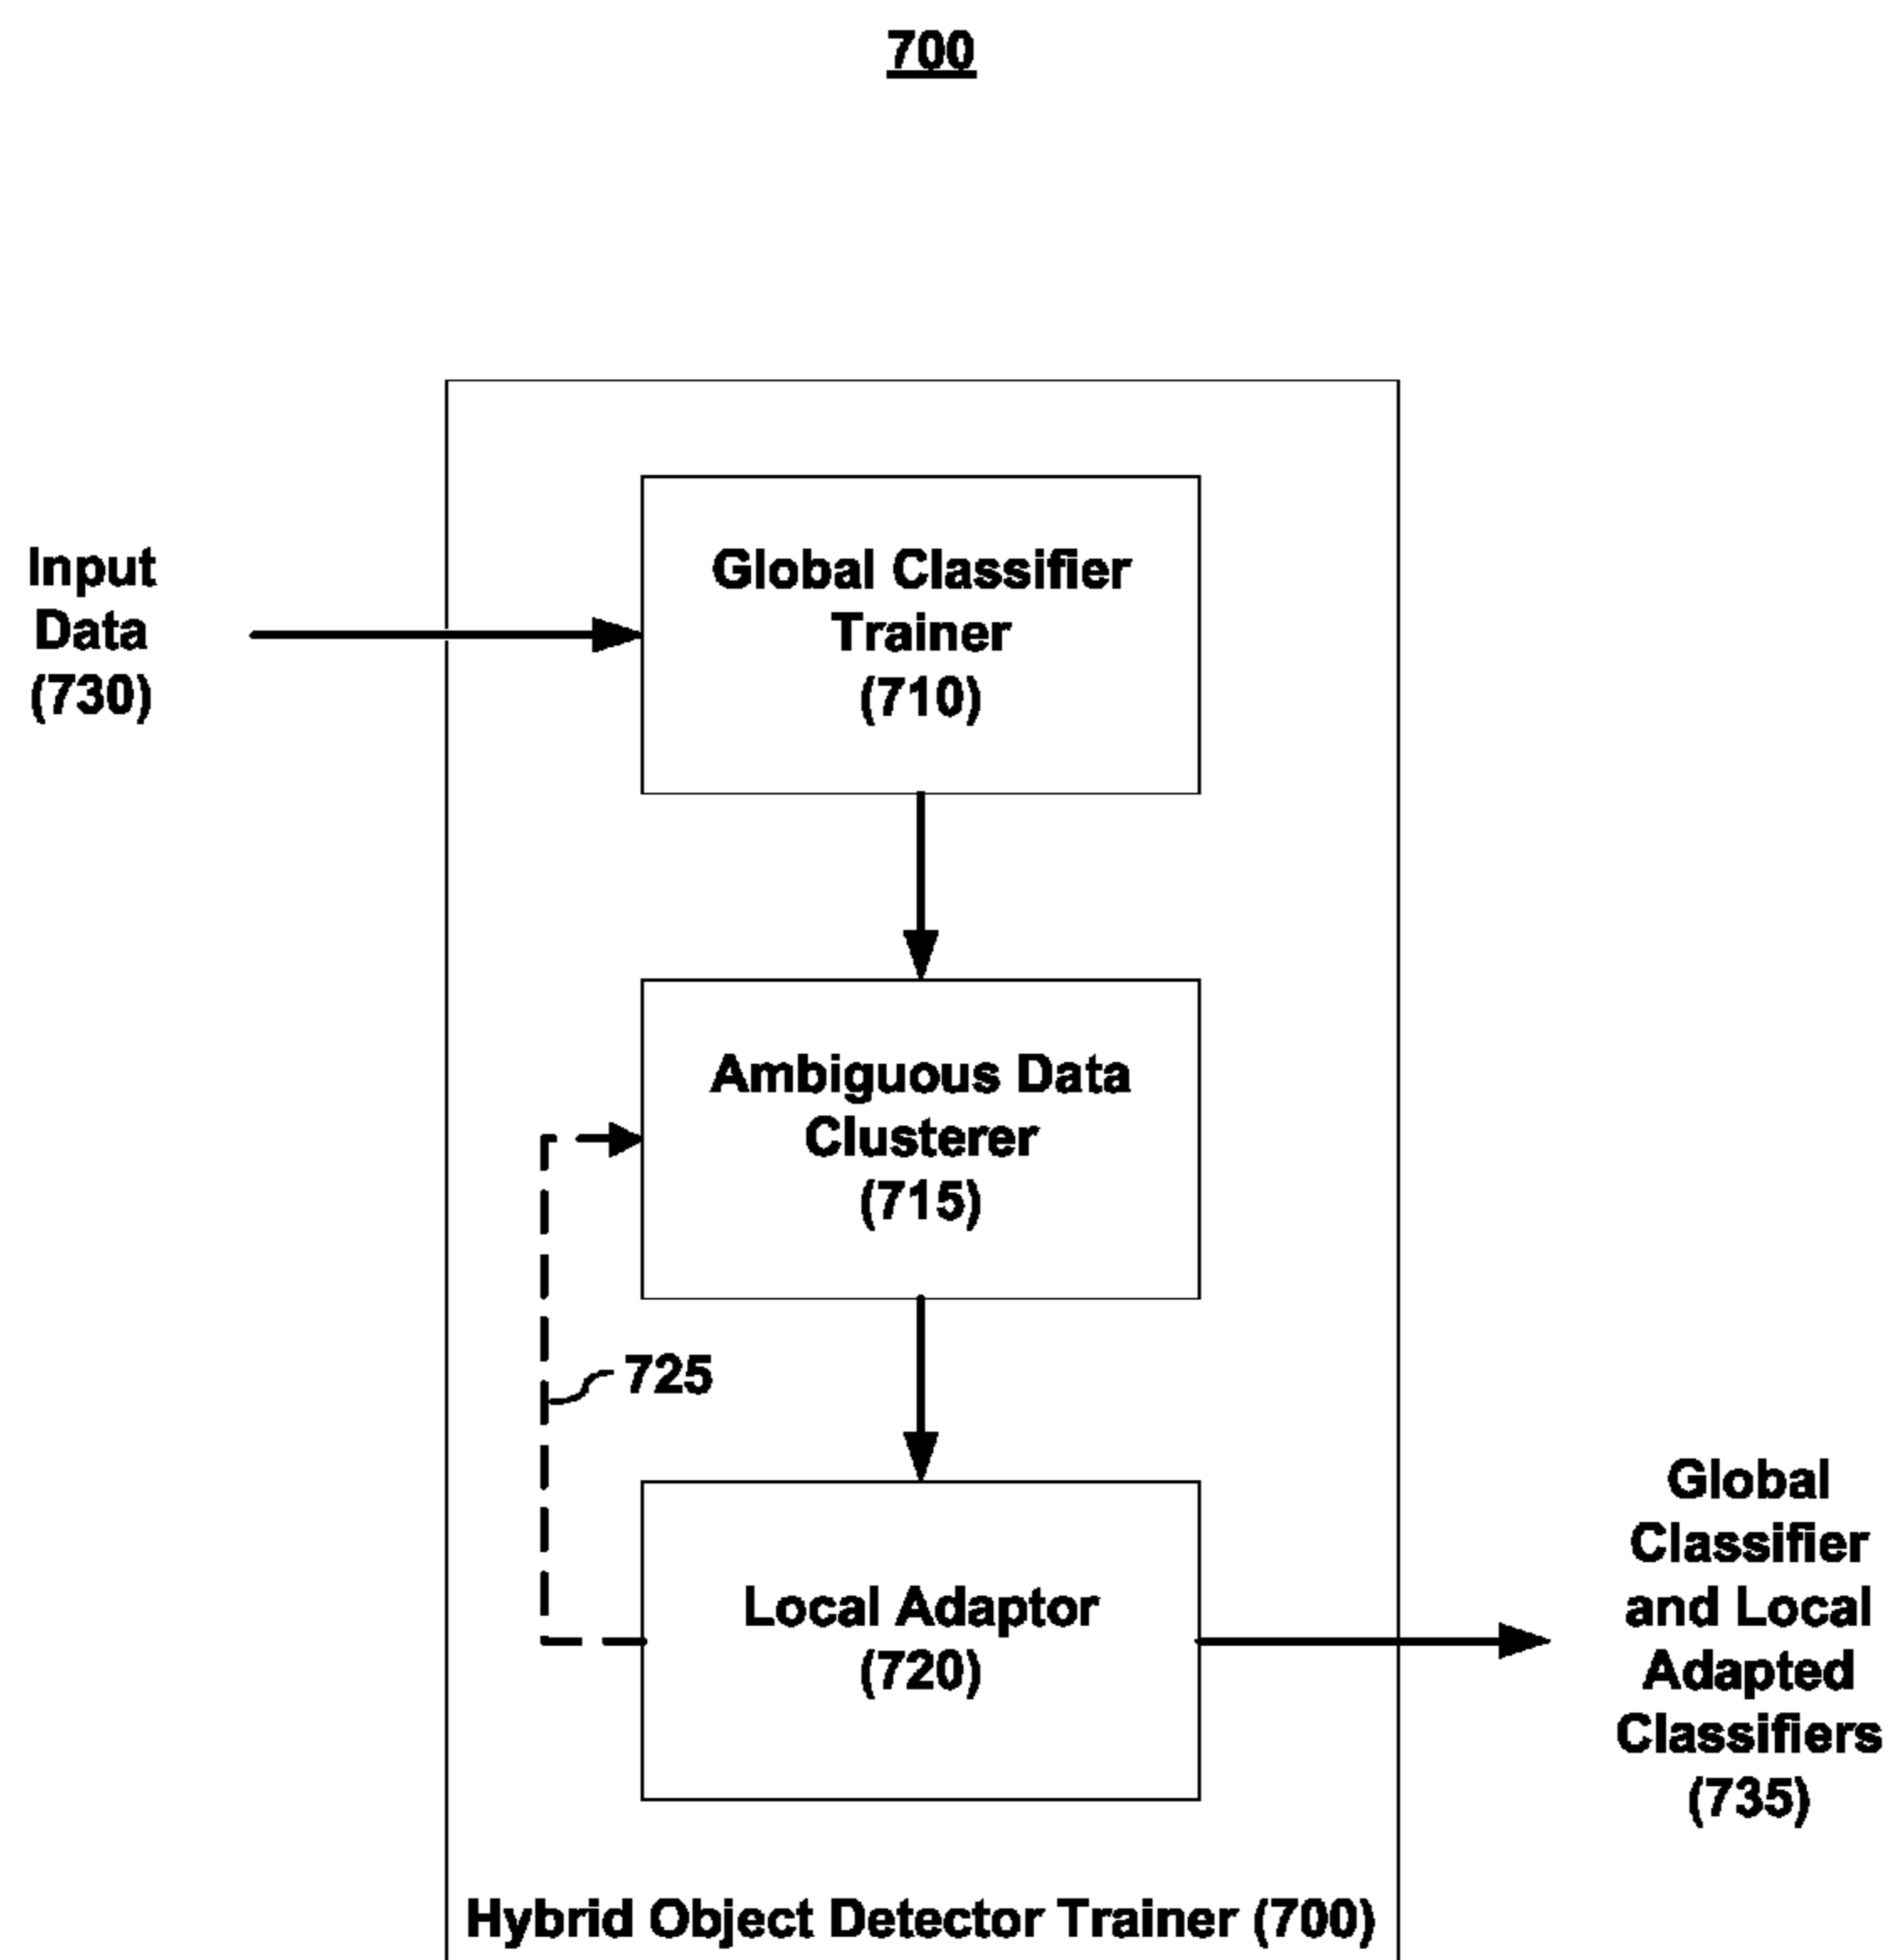 700
Input
Data
(730)
Global Classifier
Trainer
(710)
Ambiguous Data
Clusterer
(715)
725
Local Adaptor
(720)
Global
Classifier
and Local
Adapted
Classifiers
(735)
Hybrid Object Detector Trainer (700)